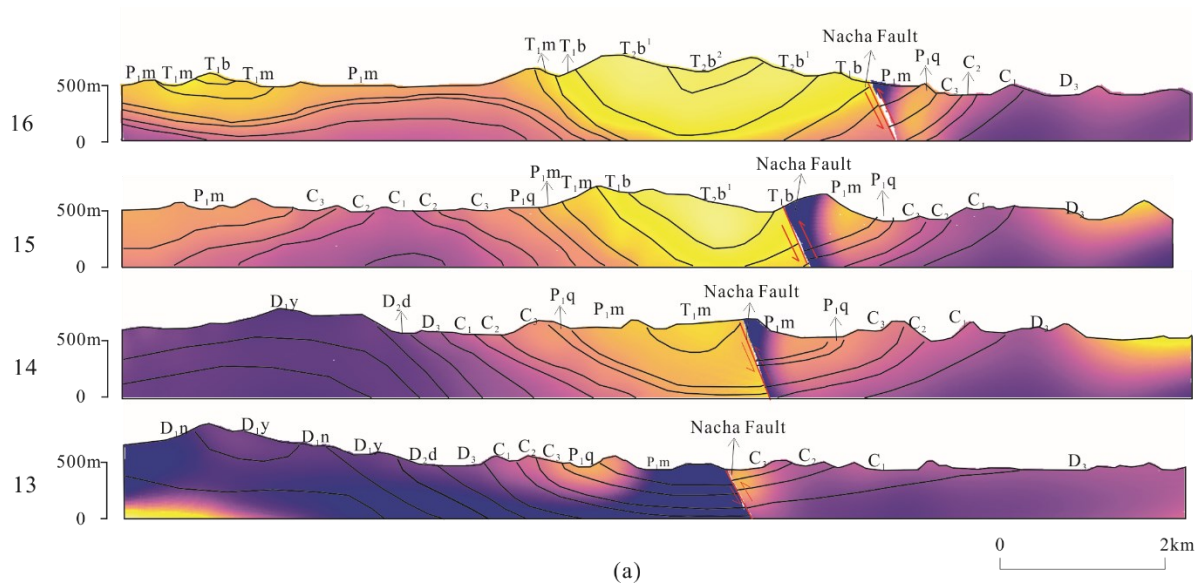 Nacha Fault
T₁m T₁b T₂b¹ T₂b² T₂b¹ T₁b P₁m P₁q C₂
P₁m T₁m T₁b T₁m P₁m C₃ C₁ D₃
500m
16
0
Nacha Fault
P₁m C₃ C₂ C₁ C₂ C₃ P₁q P₁m T₁m T₁b T₂b¹ T₁b P₁m P₁q C₃ C₂ C₁ D₃
500m
15
0
Nacha Fault
D₁y D₂d D₃ C₁ C₂ C₃ P₁q P₁m T₁m P₁m P₁q C₃ C₂ C₁ D₃
500m
14
0
Nacha Fault
D₁n D₁y D₁n D₁y D₂d D₃ C₁ C₂ C₃ P₁q P₁m C₃ C₂ C₁ D₃
500m
13
0
0 2km
(a)